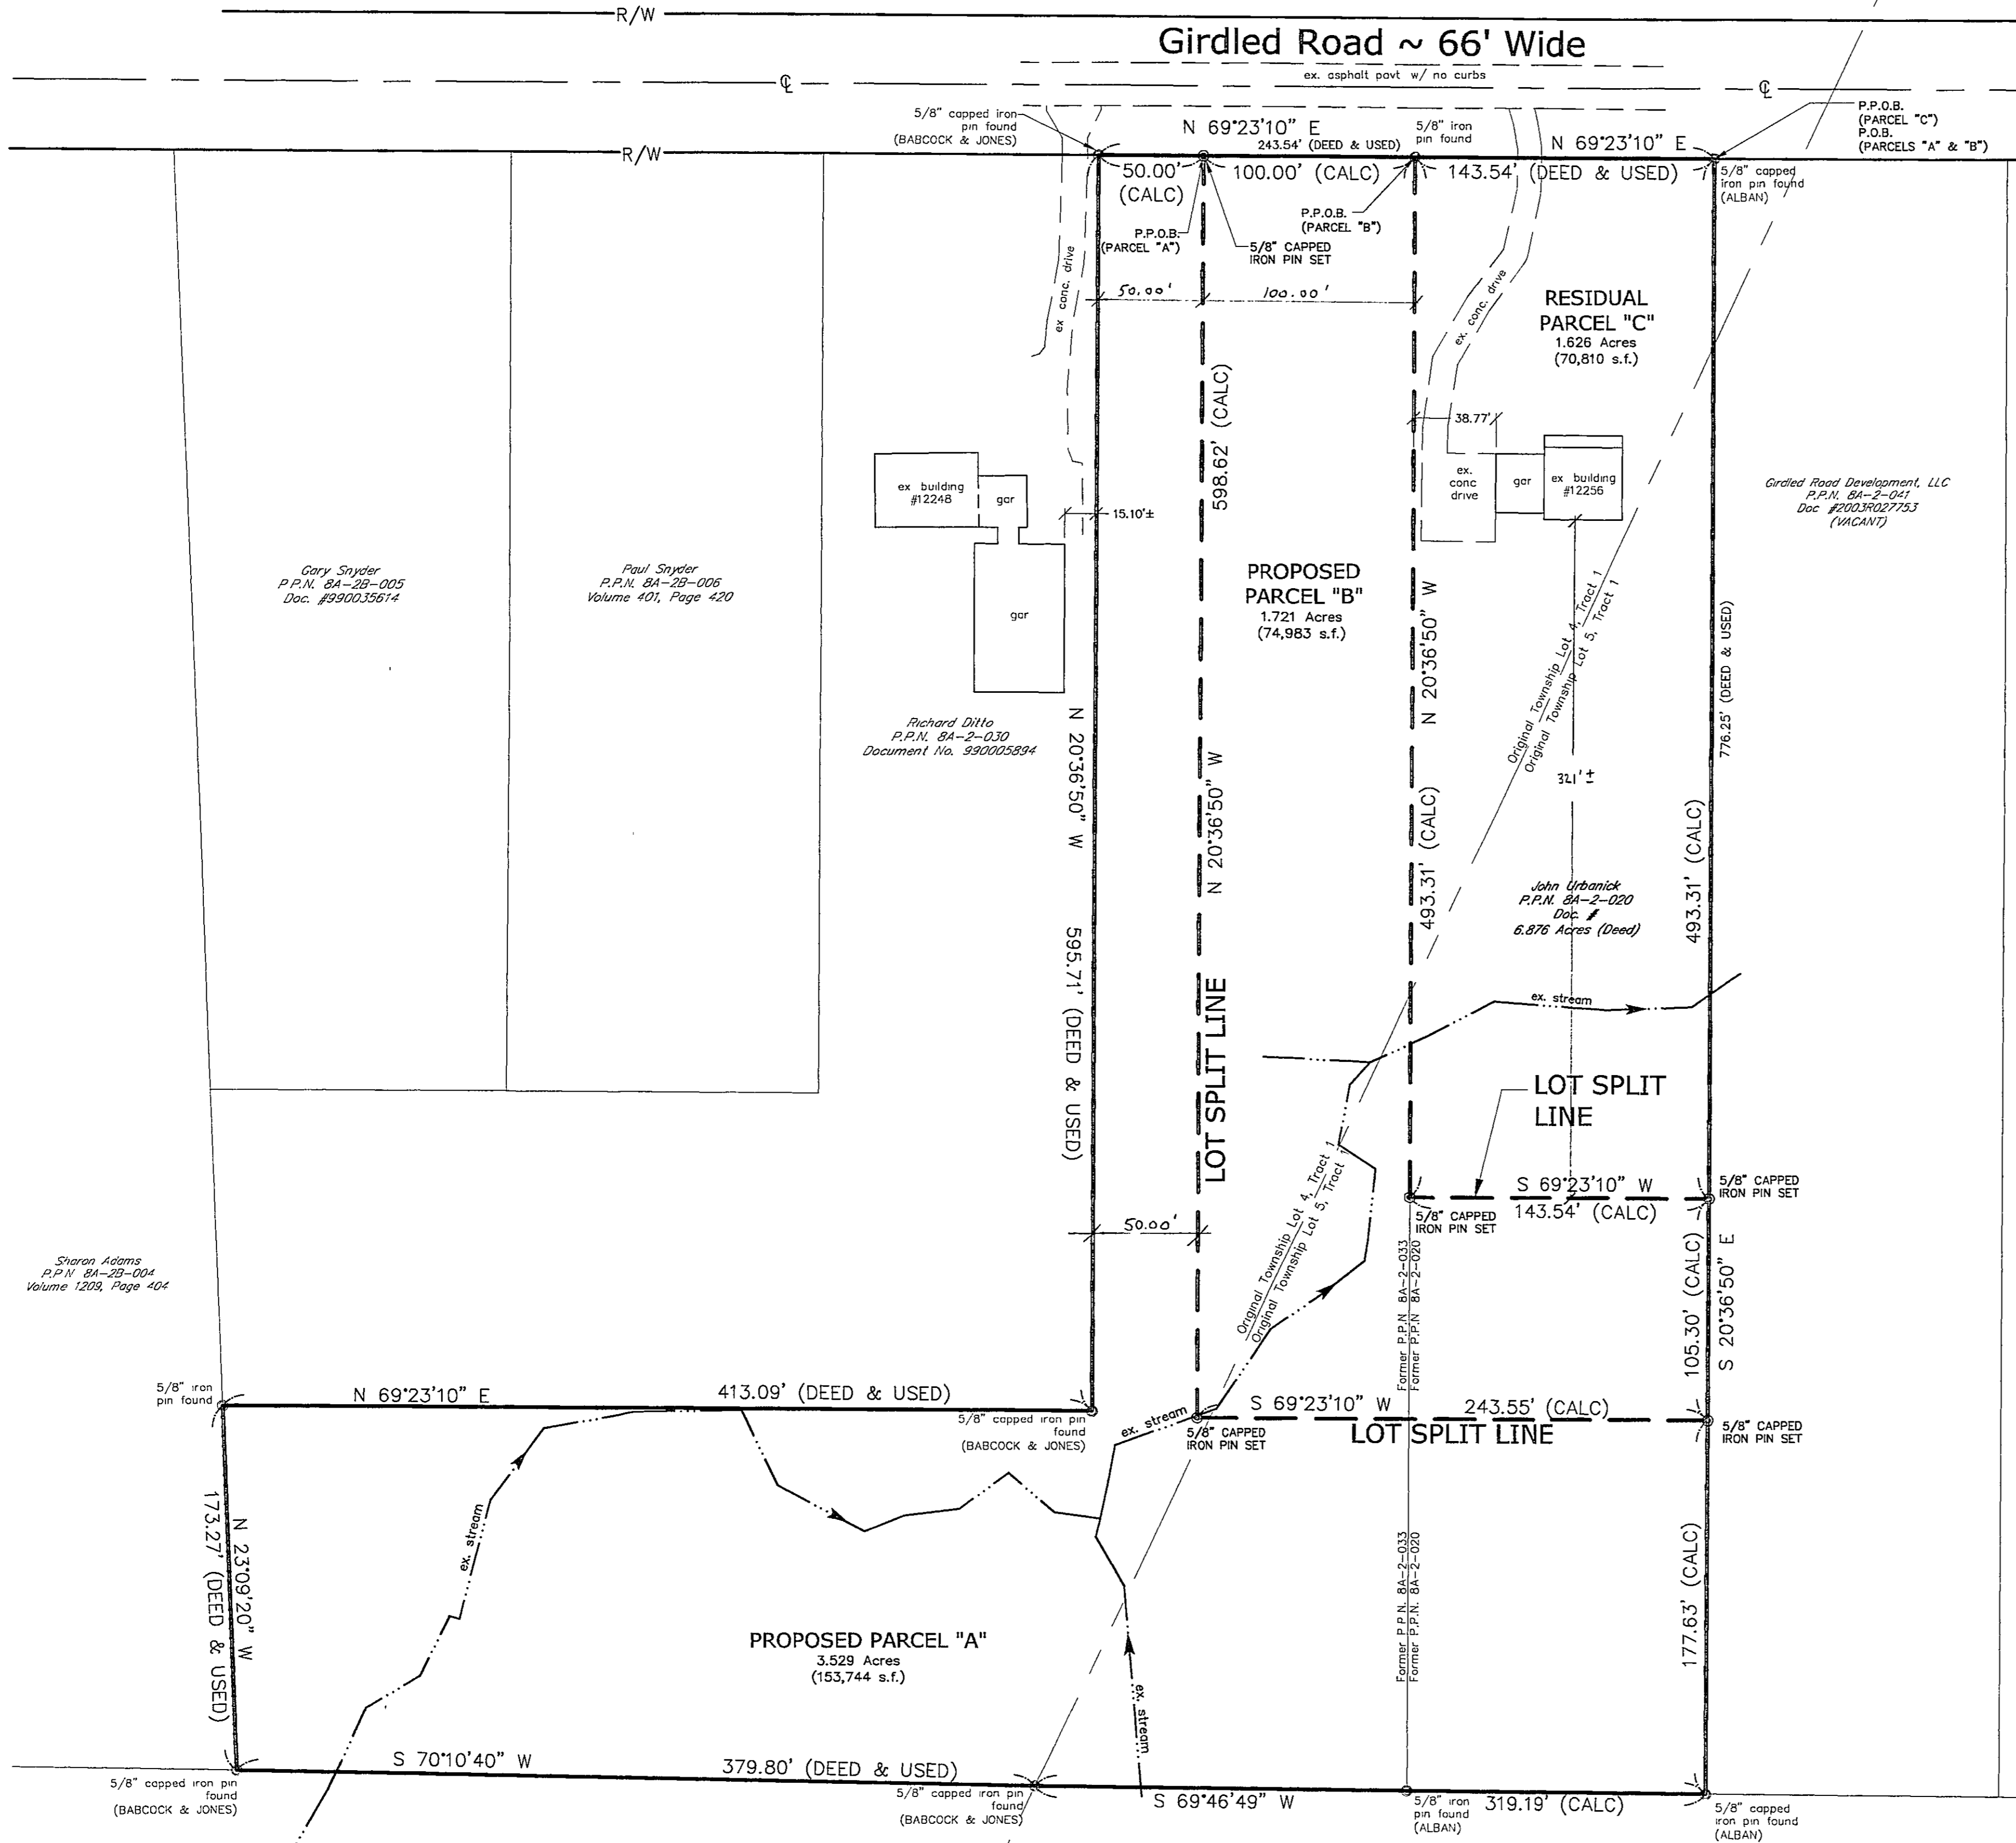 R/W
Girdled Road ~ 66' Wide
ex. asphalt pavt w/ no curbs
℄
℄
5/8" capped iron
pin found
(BABCOCK & JONES)
N 69°23'10" E
243.54' (DEED & USED)
5/8" iron
pin found
N 69°23'10" E
P.P.O.B.
(PARCEL "C")
P.O.B.
(PARCELS "A" & "B")
R/W
50.00'
(CALC)
100.00' (CALC)
143.54' (DEED & USED)
5/8" capped
iron pin found
(ALBAN)
P.P.O.B.
(PARCEL "A")
5/8" CAPPED
IRON PIN SET
P.P.O.B.
(PARCEL "B")
ex conc. drive
50.00'
100.00'
ex. conc. drive
RESIDUAL
PARCEL "C"
1.626 Acres
(70,810 s.f.)
598.62' (CALC)
38.77'
ex building
#12248
gar
15.10'±
gar
ex.
conc
drive
gar
ex building
#12256
Girdled Road Development, LLC
P.P.N. 8A-2-041
Doc #2003R027753
(VACANT)
Gary Snyder
P.P.N. 8A-2B-005
Doc. #990035614
Paul Snyder
P.P.N. 8A-2B-006
Volume 401, Page 420
PROPOSED
PARCEL "B"
1.721 Acres
(74,983 s.f.)
N 20°36'50" W
Original Township Lot 4, Tract 1
Original Township Lot 5, Tract 1
776.25' (DEED & USED)
Richard Ditto
P.P.N. 8A-2-030
Document No. 990005894
N 20°36'50" W
N 20°36'50" W
321'±
493.31' (CALC)
493.31' (CALC)
John Urbanick
P.P.N. 8A-2-020
Doc. #
6.876 Acres (Deed)
595.71' (DEED & USED)
LOT SPLIT LINE
ex. stream
LOT SPLIT
LINE
Original Township Lot 4, Tract 1
Original Township Lot 5, Tract 1
S 69°23'10" W
143.54' (CALC)
5/8" CAPPED
IRON PIN SET
5/8" CAPPED
IRON PIN SET
50.00'
Former P.P.N 8A-2-033
Former P.P.N 8A-2-020
105.30' (CALC)
S 20°36'50" E
Sharon Adams
P.P.N 8A-2B-004
Volume 1209, Page 404
5/8" iron
pin found
N 69°23'10" E
413.09' (DEED & USED)
5/8" capped iron pin
found
(BABCOCK & JONES)
ex. stream
S 69°23'10" W
243.55' (CALC)
5/8" CAPPED
IRON PIN SET
LOT SPLIT LINE
5/8" CAPPED
IRON PIN SET
173.27' (DEED & USED)
N 23°09'20" W
ex. stream
PROPOSED PARCEL "A"
3.529 Acres
(153,744 s.f.)
Former P.P.N. 8A-2-033
Former P.P.N. 8A-2-020
177.63' (CALC)
ex. stream
S 70°10'40" W
379.80' (DEED & USED)
5/8" capped iron pin
found
(BABCOCK & JONES)
5/8" capped iron pin
found
(BABCOCK & JONES)
S 69°46'49" W
5/8" iron
pin found
(ALBAN)
319.19' (CALC)
5/8" capped
iron pin found
(ALBAN)